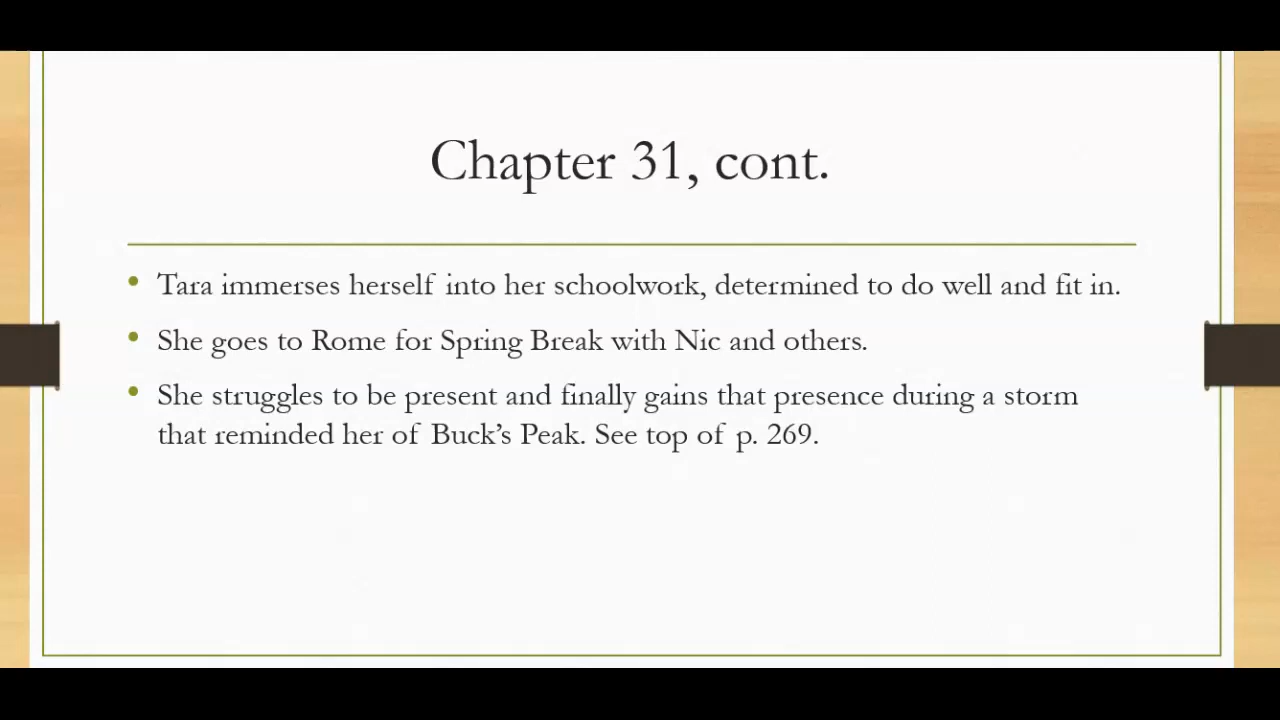 Chapter 31, cont.
• Tara immerses herself into her schoolwork, determined to do well and fit in.
• She goes to Rome for Spring Break with Nic and others.
• She struggles to be present and finally gains that presence during a storm
that reminded her of Buck’s Peak. See top of p. 269.